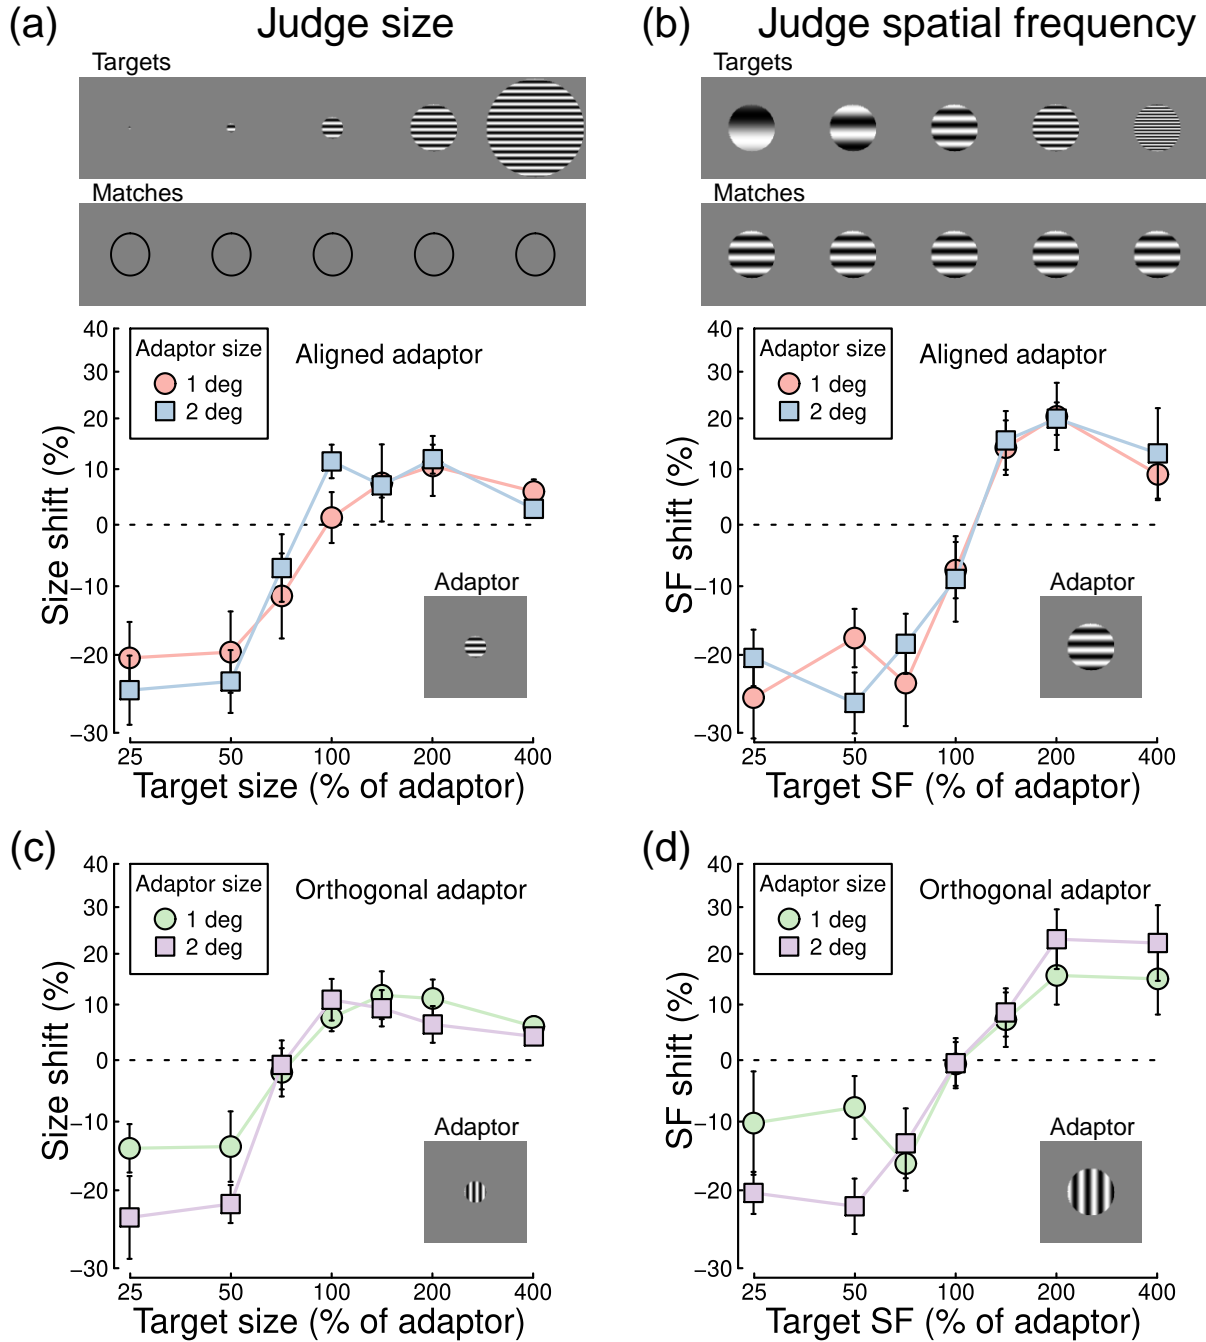 (a)
Judge size
Targets
Matches
40
30
20
10
0
−10
−20
−30
Size shift (%)
Adaptor size
1 deg
2 deg
Aligned adaptor
Adaptor
25 50 100 200 400
Target size (% of adaptor)
(b)
Judge spatial frequency
Targets
Matches
40
30
20
10
0
−10
−20
−30
SF shift (%)
Adaptor size
1 deg
2 deg
Aligned adaptor
Adaptor
25 50 100 200 400
Target SF (% of adaptor)
(c)
40
30
20
10
0
−10
−20
−30
Size shift (%)
Adaptor size
1 deg
2 deg
Orthogonal adaptor
Adaptor
25 50 100 200 400
Target size (% of adaptor)
(d)
40
30
20
10
0
−10
−20
−30
SF shift (%)
Adaptor size
1 deg
2 deg
Orthogonal adaptor
Adaptor
25 50 100 200 400
Target SF (% of adaptor)